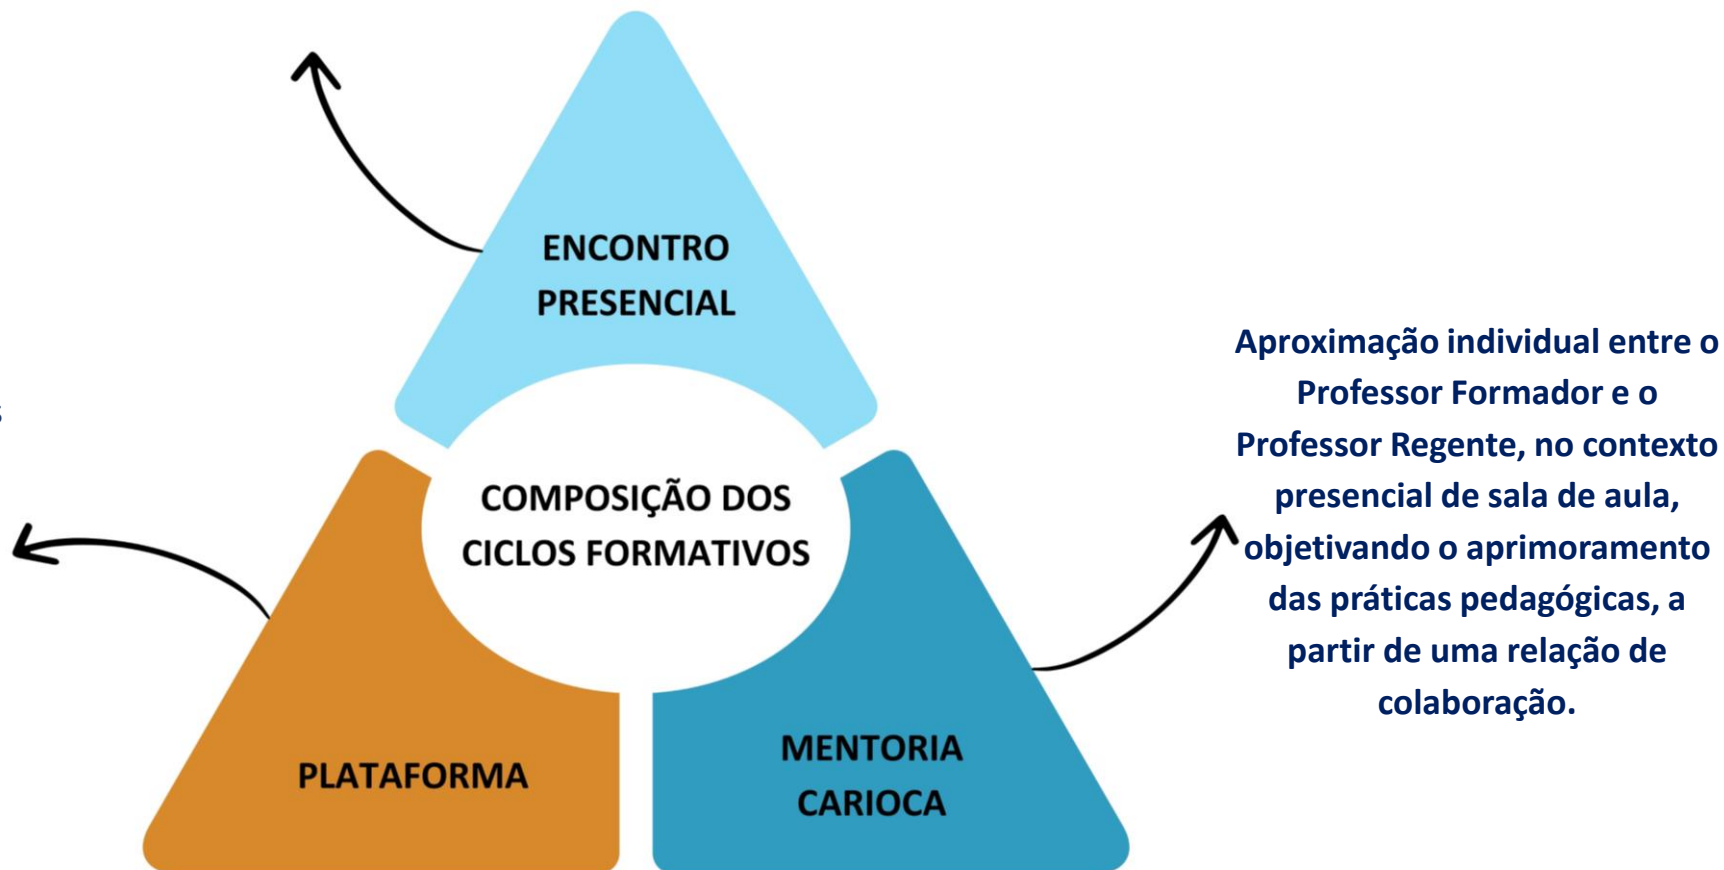 ENCONTRO
PRESENCIAL
COMPOSIÇÃO DOS
CICLOS FORMATIVOS
PLATAFORMA
MENTORIA
CARIOCA
Aproximação individual entre o
Professor Formador e o
Professor Regente, no contexto
presencial de sala de aula,
objetivando o aprimoramento
das práticas pedagógicas, a
partir de uma relação de
colaboração.